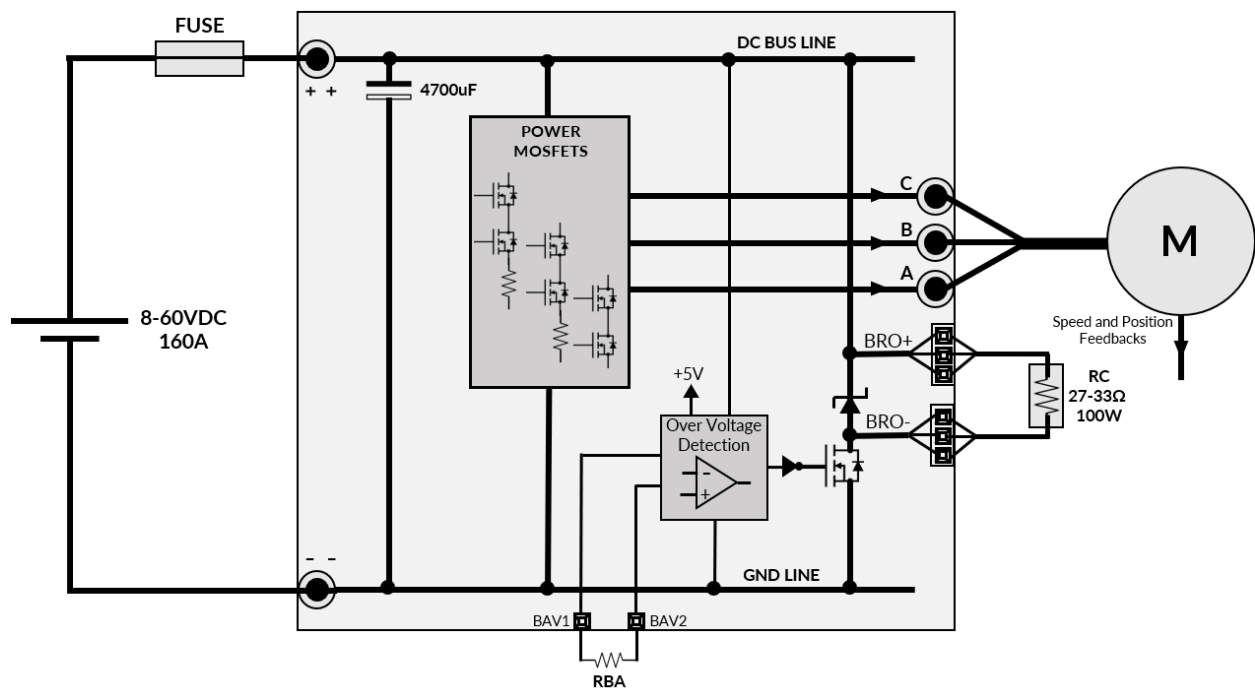 FUSE
DC BUS LINE
+ +
4700uF
POWER
MOSFETS
C
B
A
M
8-60VDC
160A
Speed and Position
Feedbacks
BRO+
+5V
RC
27-33Ω
100W
BRO-
Over Voltage
Detection
-
+
- -
GND LINE
BAV1
BAV2
RBA